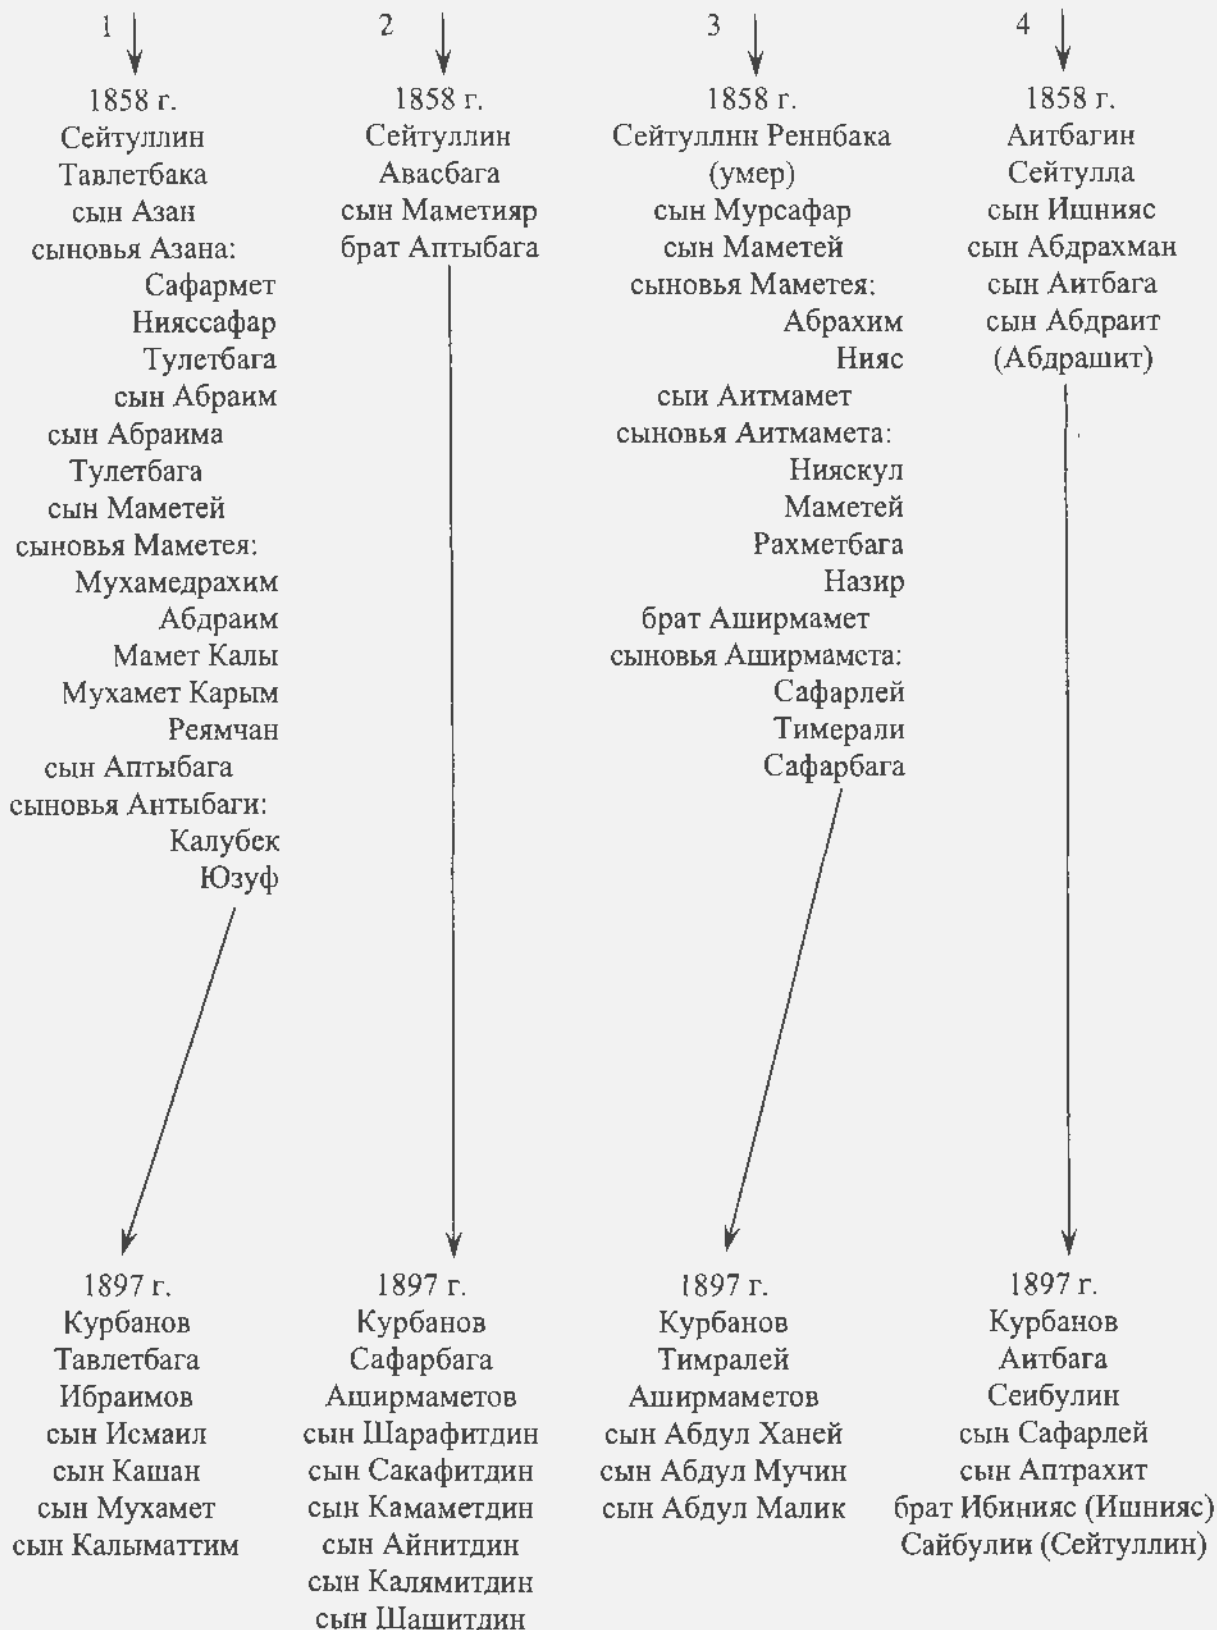 1
1858 г.
Сейтуллин
Тавлетбака
сын Азан
сыновья Азана:
Сафармет
Нияссафар
Тулетбага
сын Абраим
сын Абраима
Тулетбага
сын Маметей
сыновья Маметея:
Мухамедрахим
Абдраим
Мамет Калы
Мухамет Карым
Реямчан
сын Аптыбага
сыновья Антыбаги:
Калубек
Юзуф
1897 г.
Курбанов
Тавлетбага
Ибраимов
сын Исмаил
сын Кашан
сын Мухамет
сын Калыматтим
2
1858 г.
Сейтуллин
Авасбага
сын Маметияр
брат Аптыбага
1897 г.
Курбанов
Сафарбага
Аширмаметов
сын Шарафитдин
сын Сакафитдин
сын Камаметдин
сын Айнитдин
сын Калямитдин
сын Шашитдин
3
1858 г.
Сейтуллнн Реннбака
(умер)
сын Мурсафар
сын Маметей
сыновья Маметея:
Абрахим
Нияс
сыи Аитмамет
сыновья Аитмамета:
Нияскул
Маметей
Рахметбага
Назир
брат Аширмамет
сыновья Аширмамста:
Сафарлей
Тимерали
Сафарбага
1897 г.
Курбанов
Тимралей
Аширмаметов
сын Абдул Ханей
сын Абдул Мучин
сын Абдул Малик
4
1858 г.
Аитбагин
Сейтулла
сын Ишнияс
сын Абдрахман
сын Аитбага
сын Абдраит
(Абдрашит)
1897 г.
Курбанов
Аитбага
Сеибулин
сын Сафарлей
сын Аптрахит
брат Ибинияс (Ишнияс)
Сайбулии (Сейтуллин)